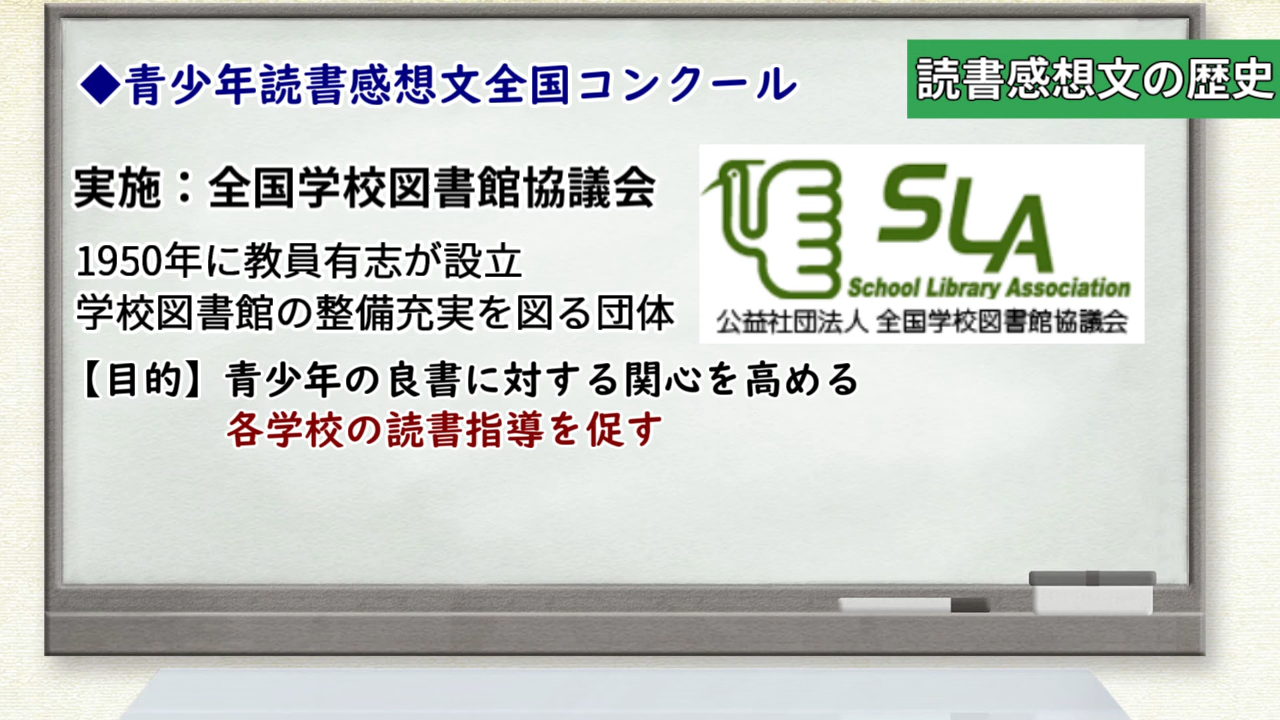 ◆青少年読書感想文全国コンクール
読書感想文の歴史
実施：全国学校図書館協議会
1950年に教員有志が設立
学校図書館の整備充実を図る団体
SLA
School Library Association
公益社団法人 全国学校図書館協議会
【目的】青少年の良書に対する関心を高める
各学校の読書指導を促す